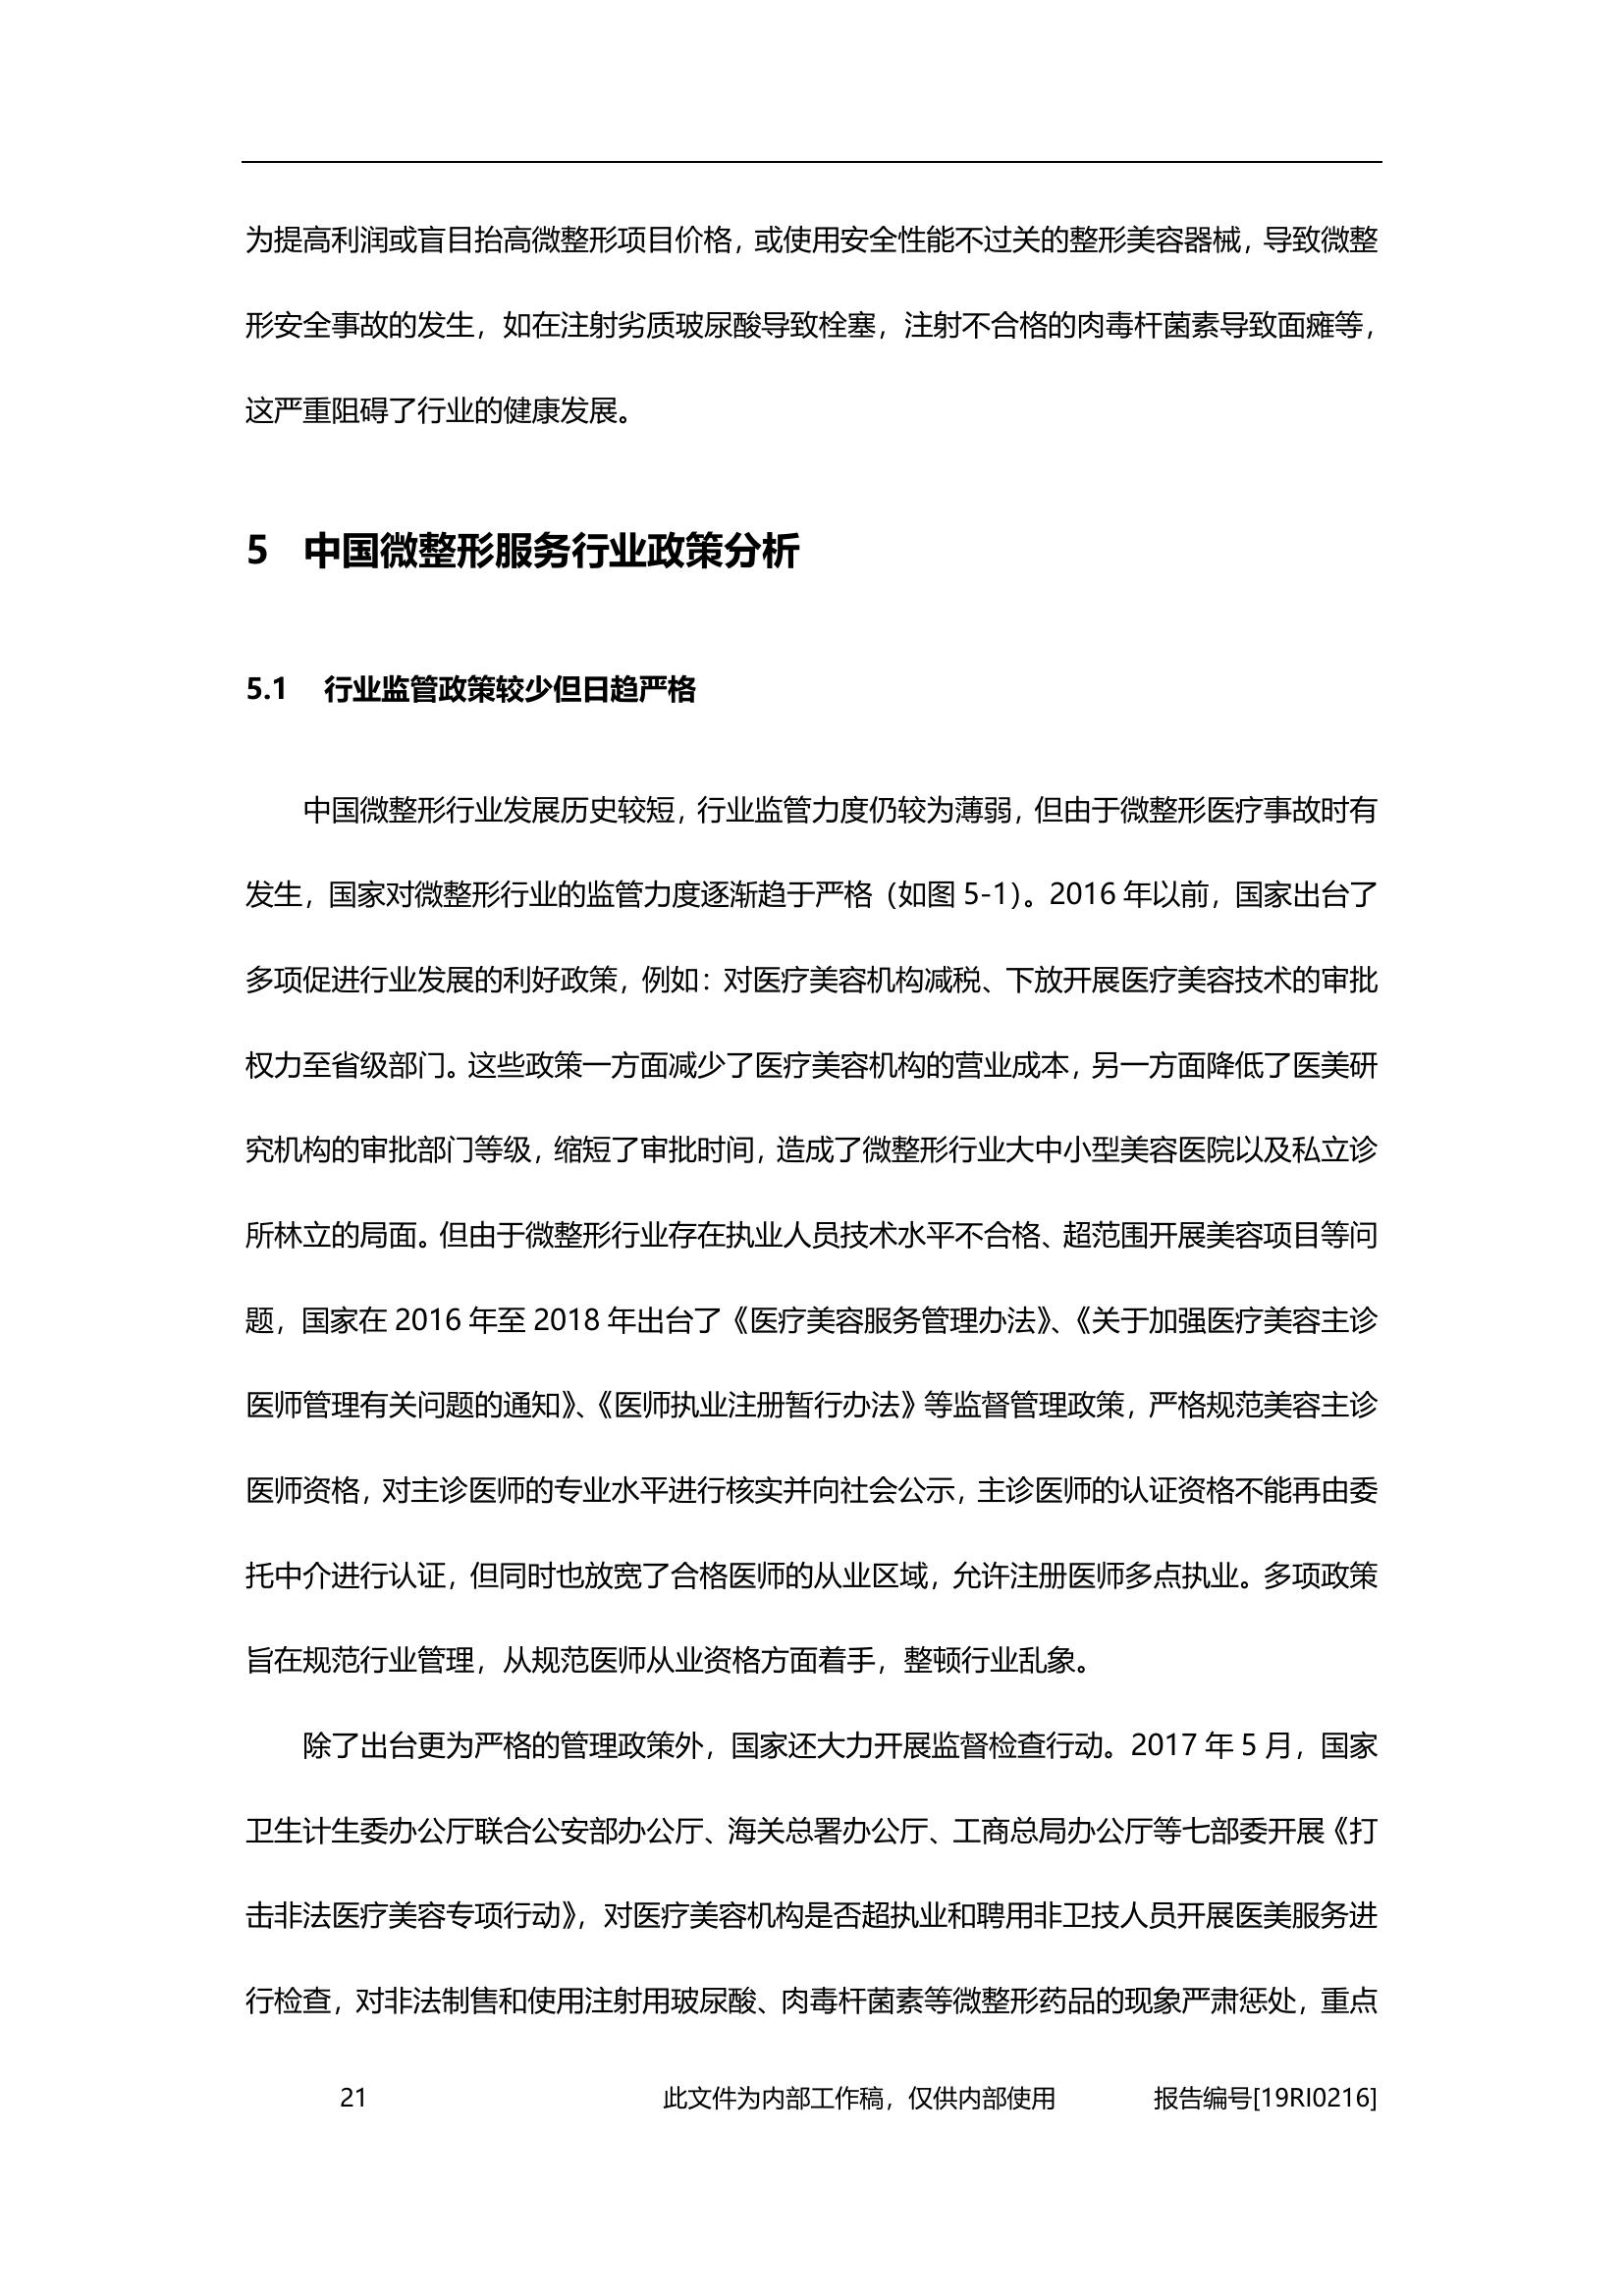 为提高利润或盲目抬高微整形项目价格，或使用安全性能不过关的整形美容器械，导致微整
形安全事故的发生，如在注射劣质玻尿酸导致栓塞，注射不合格的肉毒杆菌素导致面瘫等，
这严重阻碍了行业的健康发展。
5 中国微整形服务行业政策分析
5.1 行业监管政策较少但日趋严格
中国微整形行业发展历史较短，行业监管力度仍较为薄弱，但由于微整形医疗事故时有
发生，国家对微整形行业的监管力度逐渐趋于严格（如图 5-1）。2016 年以前，国家出台了
多项促进行业发展的利好政策，例如：对医疗美容机构减税、下放开展医疗美容技术的审批
权力至省级部门。这些政策一方面减少了医疗美容机构的营业成本，另一方面降低了医美研
究机构的审批部门等级，缩短了审批时间，造成了微整形行业大中小型美容医院以及私立诊
所林立的局面。但由于微整形行业存在执业人员技术水平不合格、超范围开展美容项目等问
题，国家在 2016 年至 2018 年出台了《医疗美容服务管理办法》、《关于加强医疗美容主诊
医师管理有关问题的通知》、《医师执业注册暂行办法》等监督管理政策，严格规范美容主诊
医师资格，对主诊医师的专业水平进行核实并向社会公示，主诊医师的认证资格不能再由委
托中介进行认证，但同时也放宽了合格医师的从业区域，允许注册医师多点执业。多项政策
旨在规范行业管理，从规范医师从业资格方面着手，整顿行业乱象。
除了出台更为严格的管理政策外，国家还大力开展监督检查行动。2017 年 5 月，国家
卫生计生委办公厅联合公安部办公厅、海关总署办公厅、工商总局办公厅等七部委开展《打
击非法医疗美容专项行动》，对医疗美容机构是否超执业和聘用非卫技人员开展医美服务进
行检查，对非法制售和使用注射用玻尿酸、肉毒杆菌素等微整形药品的现象严肃惩处，重点
21 此文件为内部工作稿，仅供内部使用 报告编号[19RI0216]